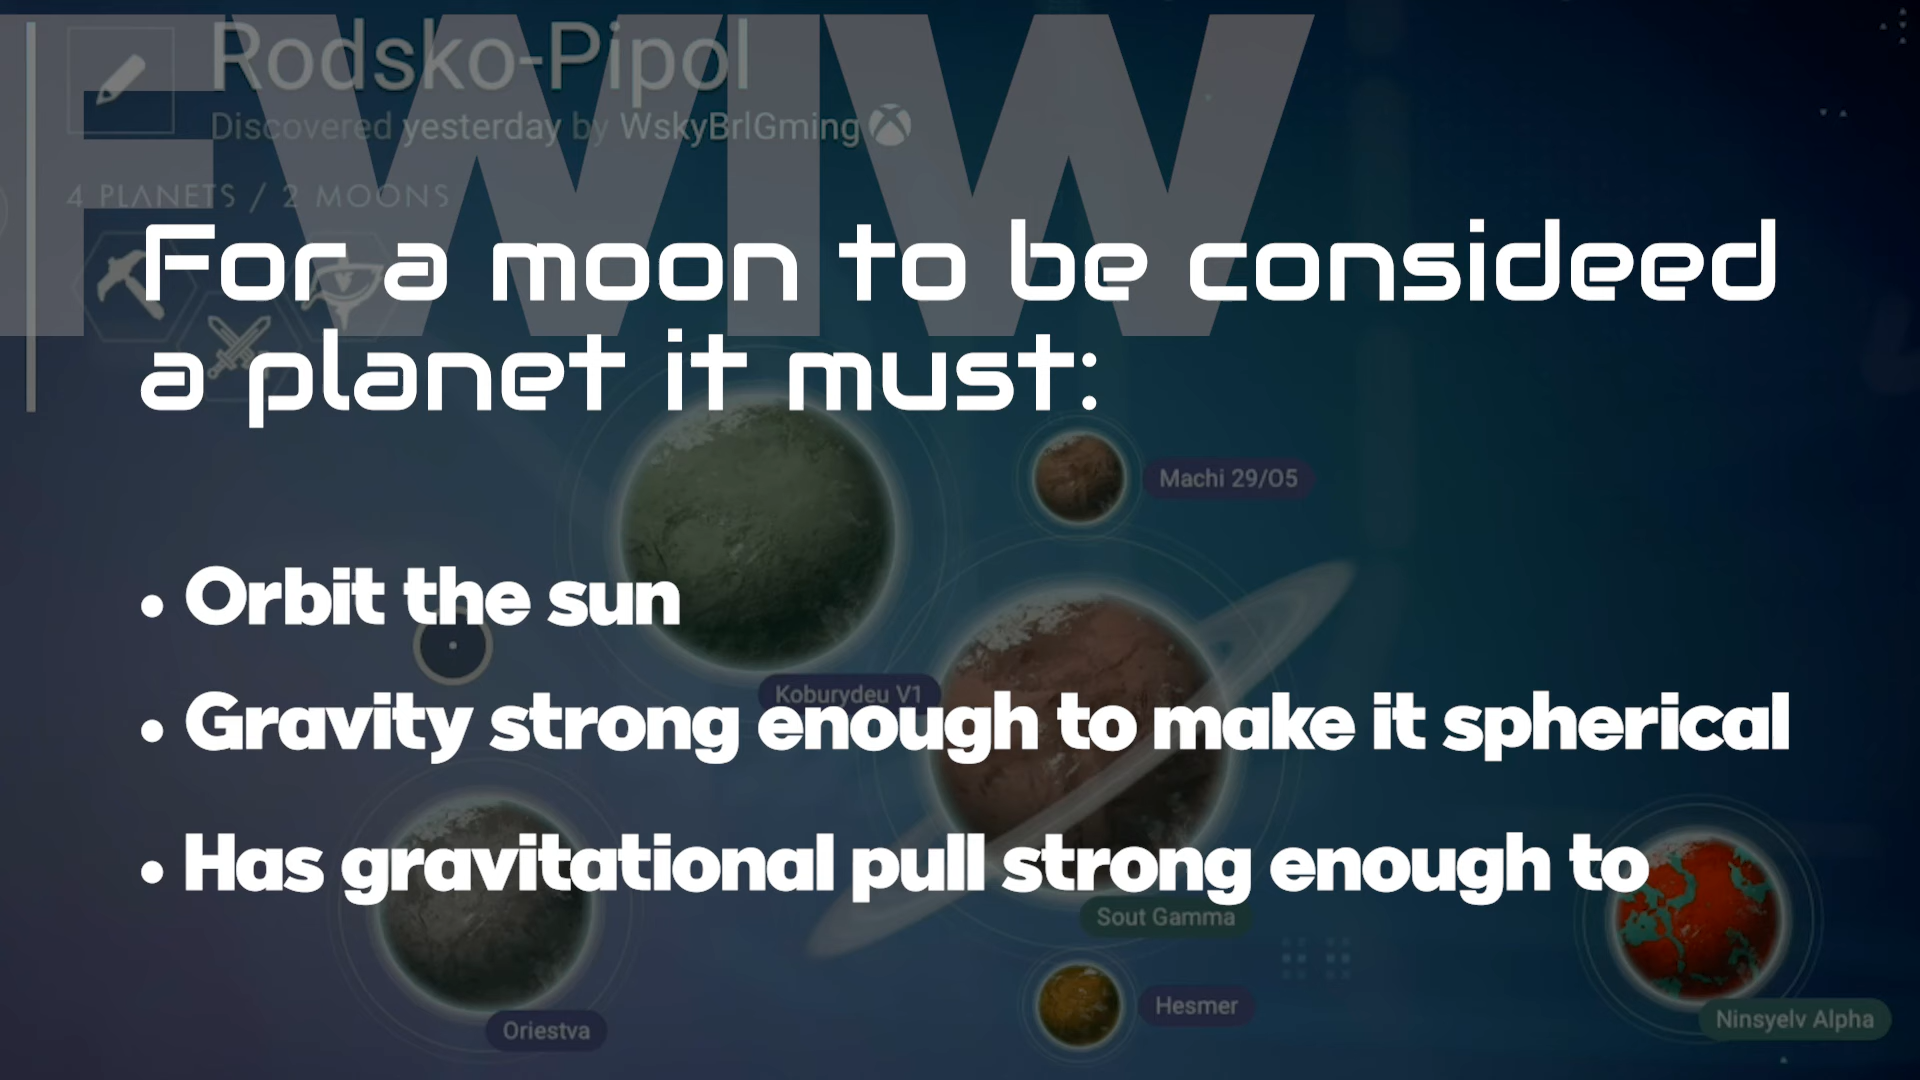 FWIW
Rodsko-Pipol
Discovered yesterday by WskyBrlGming
4 PLANETS / 2 MOONS
For a moon to be consideed
a planet it must:
Machi 29/05
• Orbit the sun
Koburydeu V1
• Gravity strong enough to make it spherical
• Has gravitational pull strong enough to
Sout Gamma
Hesmer
Ninsyelv Alpha
Oriestva